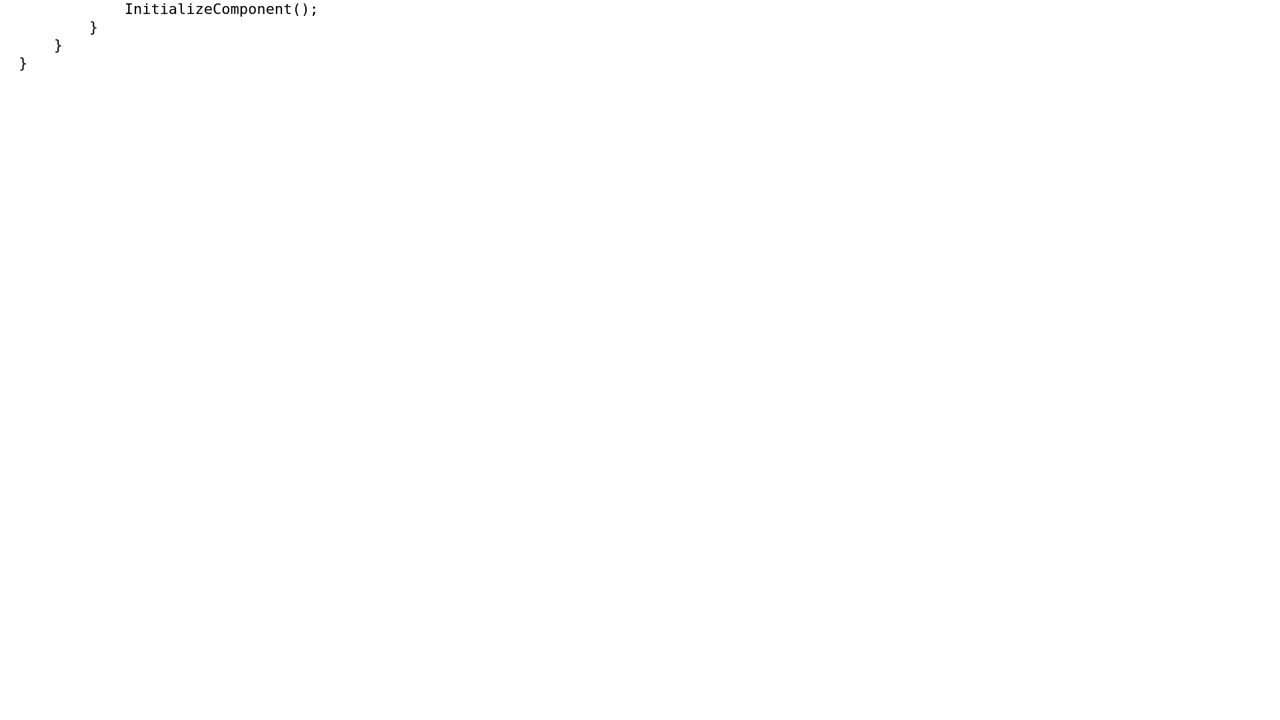 InitializeComponent();
        }
    }
}